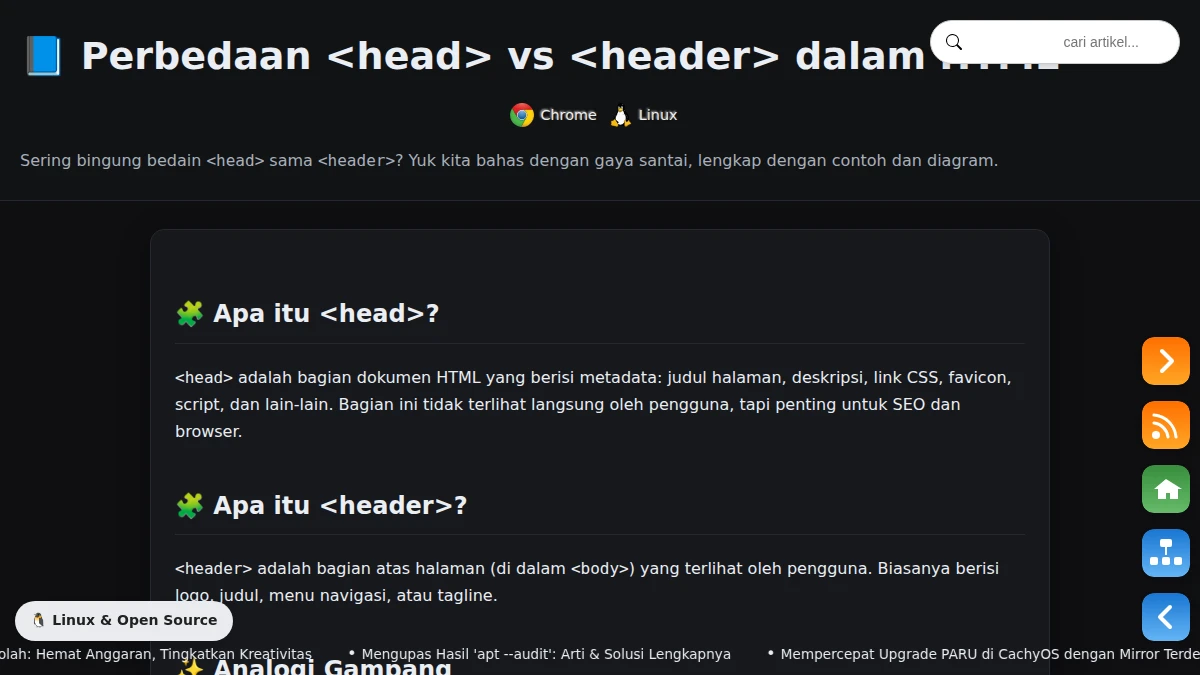 Perbedaan <head> vs <header> dalam
cari artikel...
Chrome Linux
Sering bingung bedain <head> sama <header>? Yuk kita bahas dengan gaya santai, lengkap dengan contoh dan diagram.
Apa itu <head>?
<head> adalah bagian dokumen HTML yang berisi metadata: judul halaman, deskripsi, link CSS, favicon,
script, dan lain-lain. Bagian ini tidak terlihat langsung oleh pengguna, tapi penting untuk SEO dan
browser.
Apa itu <header>?
<header> adalah bagian atas halaman (di dalam <body>) yang terlihat oleh pengguna. Biasanya berisi
logo, judul, menu navigasi, atau tagline.
Linux & Open Source
olah: Hemat Anggaran, Tingkatkan Kreativitas • Mengupas Hasil 'apt --audit': Arti & Solusi Lengkapnya • Mempercepat Upgrade PARU di CachyOS dengan Mirror Terde
Analogi Gampang